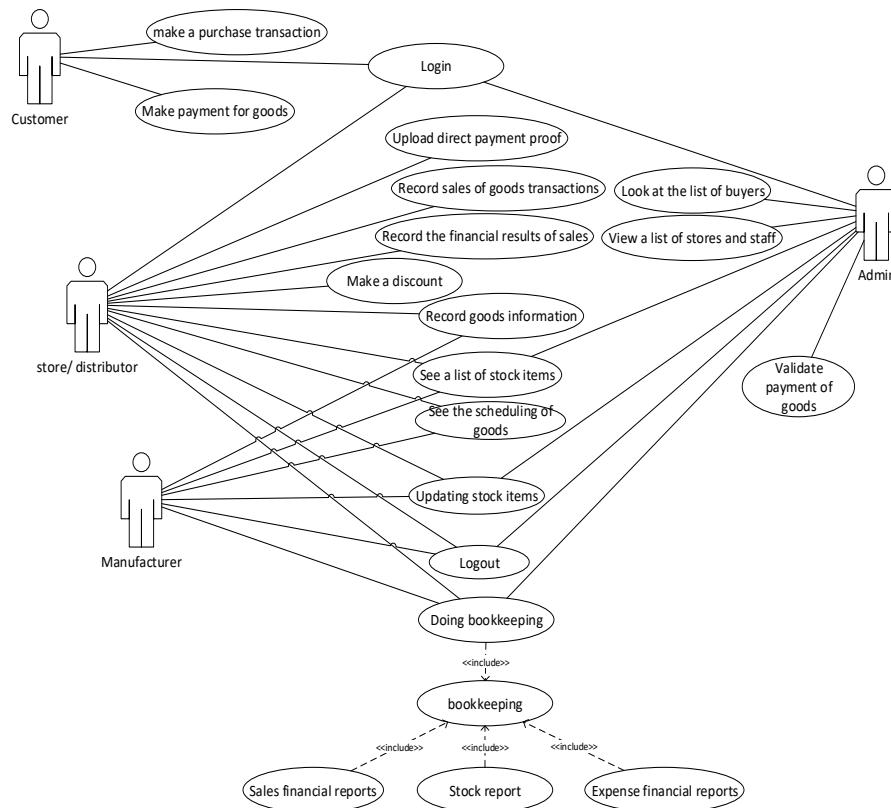 make a purchase transaction
Login
Make payment for goods
Customer
Upload direct payment proof
Record sales of goods transactions
Look at the list of buyers
Record the financial results of sales
View a list of stores and staff
Admin
Make a discount
Record goods information
store/ distributor
See a list of stock items
Validate
payment of
goods
See the scheduling of
goods
Updating stock items
Manufacturer
Logout
Doing bookkeeping
<<include>>
bookkeeping
<<include>>
<<include>>
<<include>>
Sales financial reports
Stock report
Expense financial reports